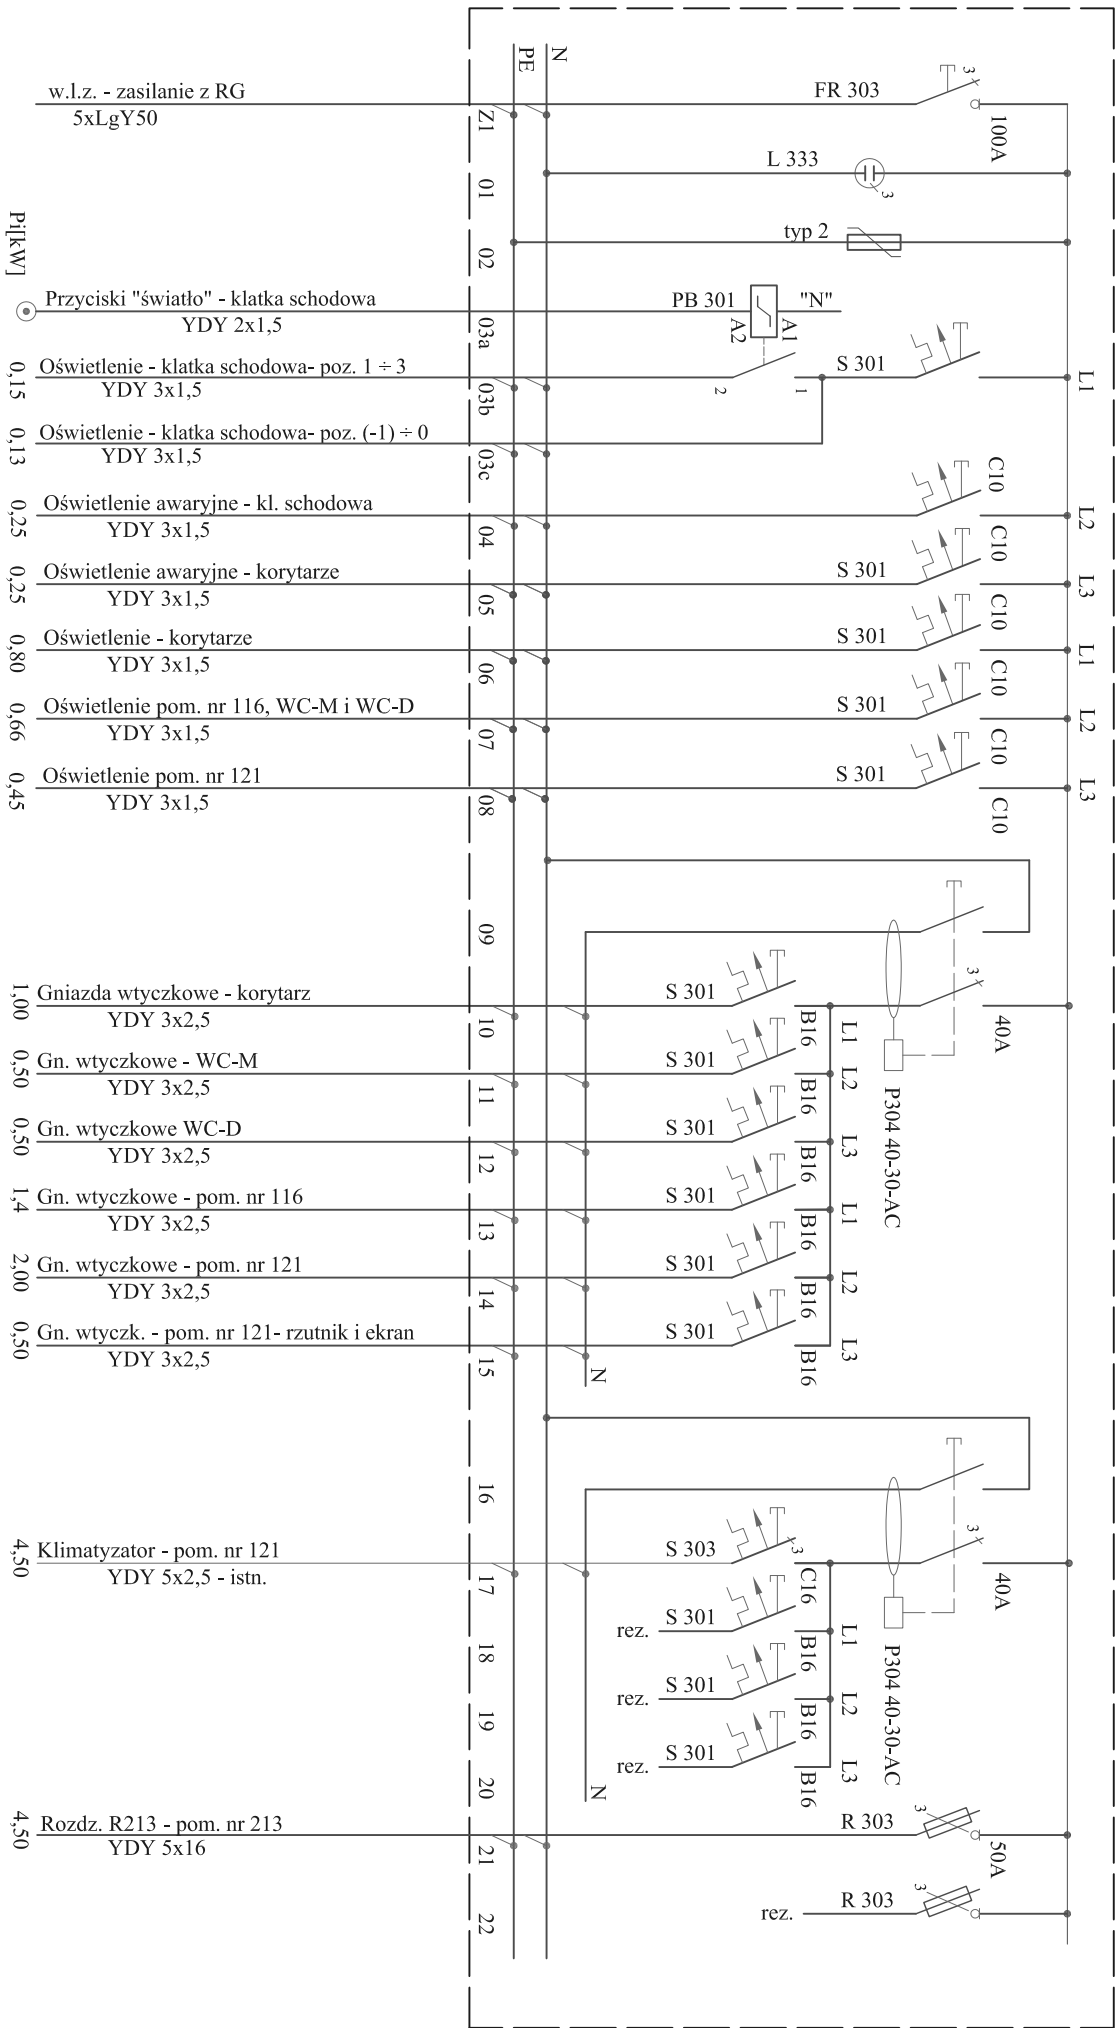 N
PE
w.l.z. - zasilanie z RG
5xLgY50
Z1
FR 303
3
100A
01
L 333
3
02
typ 2
Pi[kW]
Przyciski "światło" - klatka schodowa
YDY 2x1,5
03a
PB 301
"N"
A2
A1
0,15
Oświetlenie - klatka schodowa- poz. 1 ÷ 3
YDY 3x1,5
03b
2
1
S 301
L1
0,13
Oświetlenie - klatka schodowa- poz. (-1) ÷ 0
YDY 3x1,5
03c
C10
0,25
Oświetlenie awaryjne - kl. schodowa
YDY 3x1,5
04
L2
C10
0,25
Oświetlenie awaryjne - korytarze
YDY 3x1,5
05
S 301
L3
C10
0,80
Oświetlenie - korytarze
YDY 3x1,5
06
S 301
L1
C10
0,66
Oświetlenie pom. nr 116, WC-M i WC-D
YDY 3x1,5
07
S 301
L2
C10
0,45
Oświetlenie pom. nr 121
YDY 3x1,5
08
S 301
L3
C10
09
3
40A
P304 40-30-AC
1,00
Gniazda wtyczkowe - korytarz
YDY 3x2,5
10
S 301
B16
L1
0,50
Gn. wtyczkowe - WC-M
YDY 3x2,5
11
S 301
B16
L2
0,50
Gn. wtyczkowe WC-D
YDY 3x2,5
12
S 301
B16
L3
1,4
Gn. wtyczkowe - pom. nr 116
YDY 3x2,5
13
S 301
B16
L1
2,00
Gn. wtyczkowe - pom. nr 121
YDY 3x2,5
14
S 301
B16
L2
0,50
Gn. wtyczk. - pom. nr 121- rzutnik i ekran
YDY 3x2,5
15
S 301
B16
L3
N
16
3
40A
P304 40-30-AC
4,50
Klimatyzator - pom. nr 121
YDY 5x2,5 - istn.
17
S 303
3
C16
18
rez.
S 301
B16
L1
19
rez.
S 301
B16
L2
20
rez.
S 301
B16
L3
N
4,50
Rozdz. R213 - pom. nr 213
YDY 5x16
21
R 303
3
50A
22
rez.
R 303
3